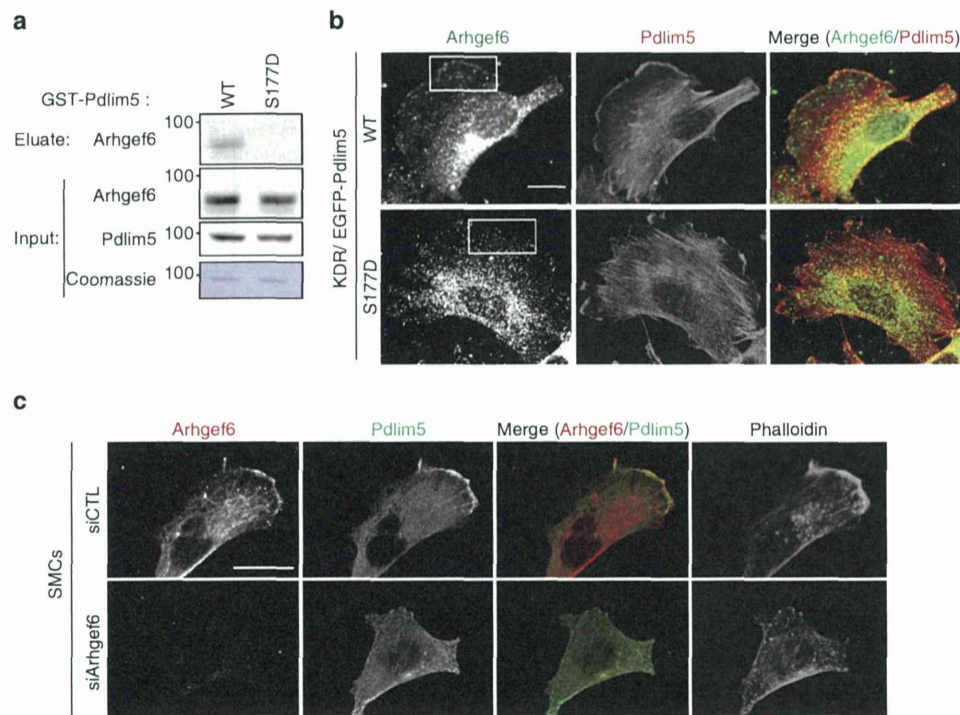 a
GST-Pdlim5 :
WT
S177D
Eluate: Arhgef6
100
Input:
Arhgef6
100
Pdlim5
100
Coomassie
100
b
Arhgef6
Pdlim5
Merge (Arhgef6/Pdlim5)
KDR/ EGFP-Pdlim5
WT
S177D
c
Arhgef6
Pdlim5
Merge (Arhgef6/Pdlim5)
Phalloidin
SMCs
siCTL
siArhgef6